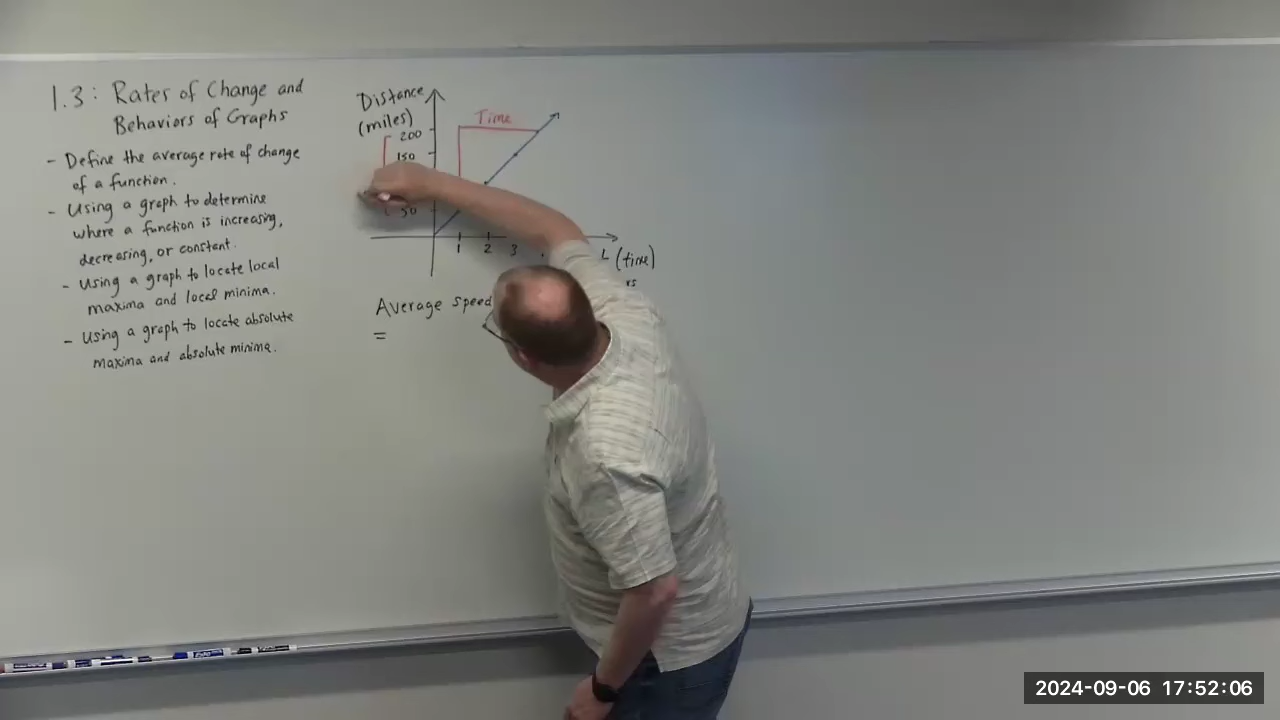 1.3: Rates of Change and
Behaviors of Graphs
- Define the average rate of change
of a function.
- Using a graph to determine
where a function is increasing,
decreasing, or constant.
- Using a graph to locate local
maxima and local minima.
- Using a graph to locate absolute
maxima and absolute minima.
Distance
(miles)
Time
200
150
50
1 2 3
t (time)
rs
Average speed
=
2024-09-06 17:52:06